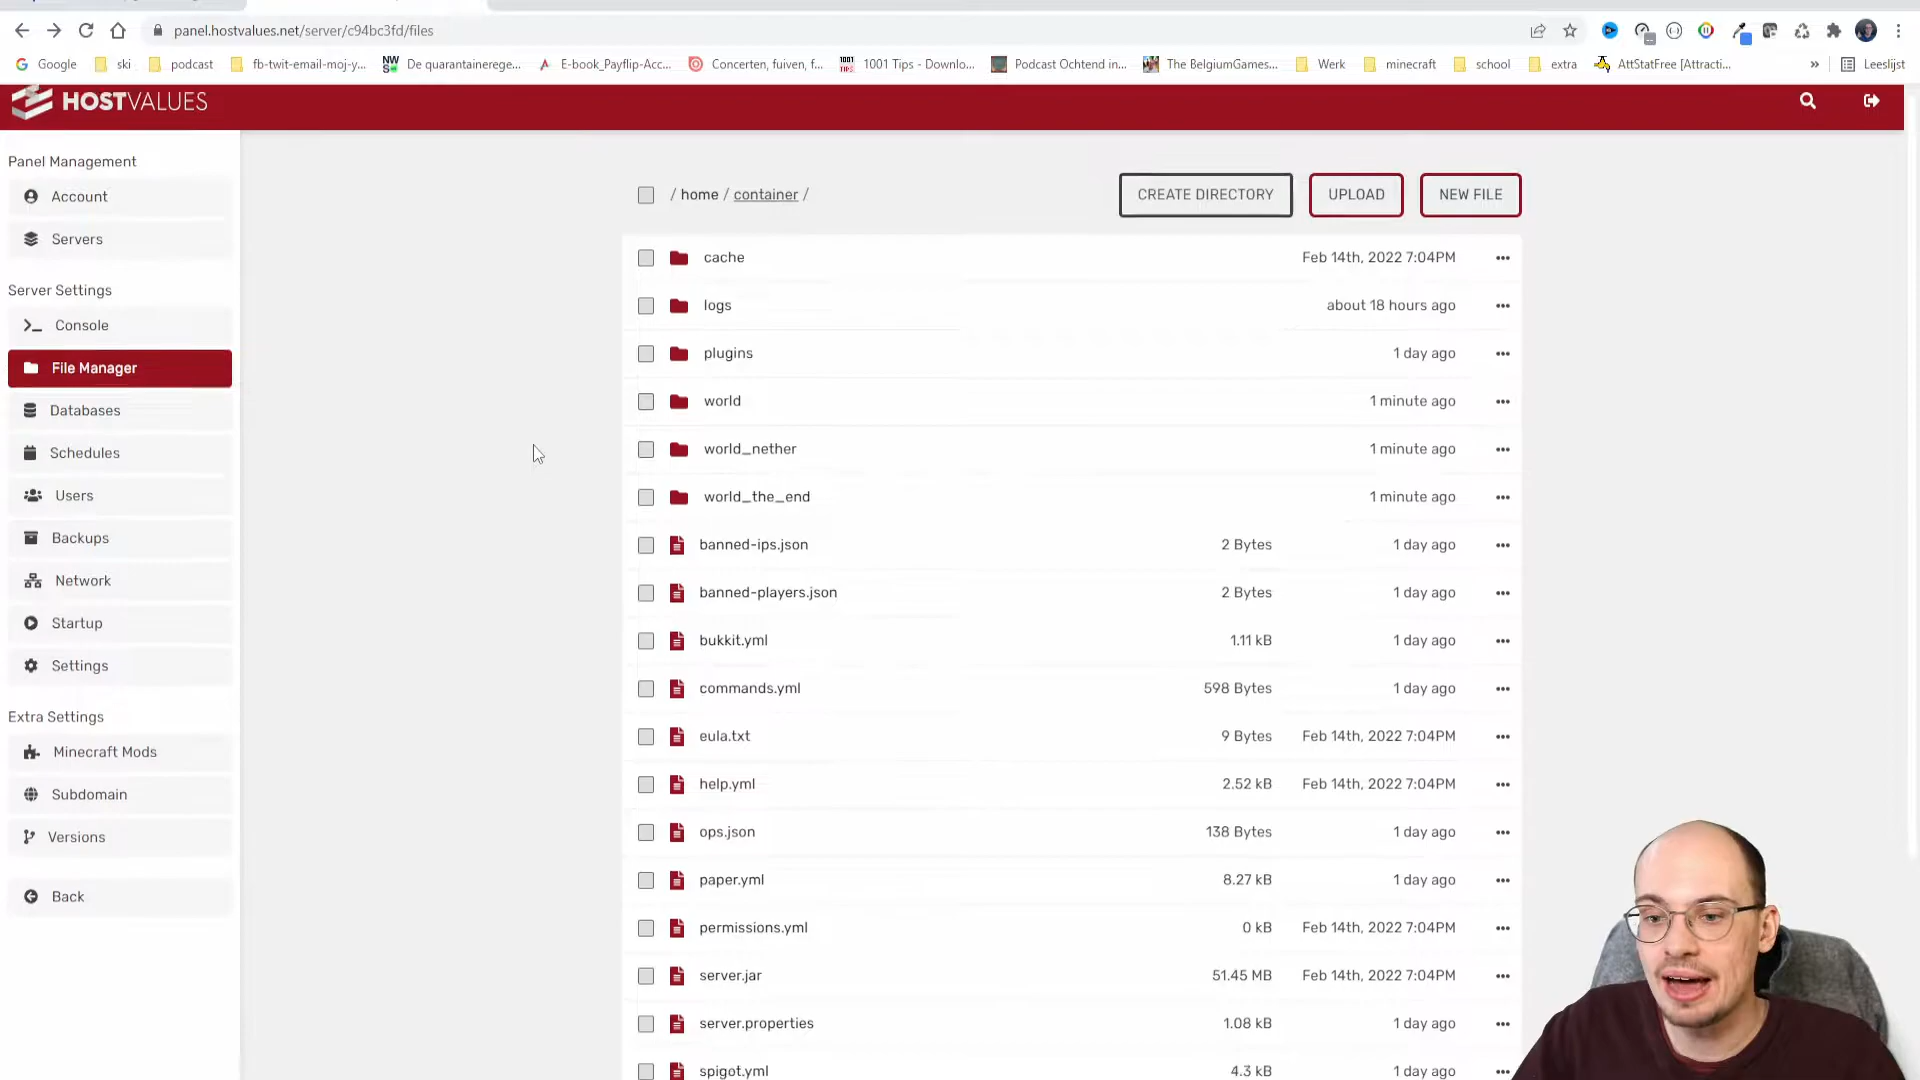 panel.hostvalues.net/server/c94bc3fd/files
Google ski podcast fb-twit-email-moj-y... De quarantainerege... E-book_Payflip-Acc... Concerten, fuiven, f... 1001 Tips - Downlo... Podcast Ochtend in... The BelgiumGames... Werk minecraft school extra AttStatFree [Attracti... » Leeslijst
HOSTVALUES
Panel Management
Account
Servers
Server Settings
Console
File Manager
Databases
Schedules
Users
Backups
Network
Startup
Settings
Extra Settings
Minecraft Mods
Subdomain
Versions
Back
/ home / container /
CREATE DIRECTORY UPLOAD NEW FILE
cache Feb 14th, 2022 7:04PM
logs about 18 hours ago
plugins 1 day ago
world 1 minute ago
world_nether 1 minute ago
world_the_end 1 minute ago
banned-ips.json 2 Bytes 1 day ago
banned-players.json 2 Bytes 1 day ago
bukkit.yml 1.11 kB 1 day ago
commands.yml 598 Bytes 1 day ago
eula.txt 9 Bytes Feb 14th, 2022 7:04PM
help.yml 2.52 kB Feb 14th, 2022 7:04PM
ops.json 138 Bytes 1 day ago
paper.yml 8.27 kB 1 day ago
permissions.yml 0 kB Feb 14th, 2022 7:04PM
server.jar 51.45 MB Feb 14th, 2022 7:04PM
server.properties 1.08 kB 1 day ago
spigot.yml 4.3 kB 1 day ago